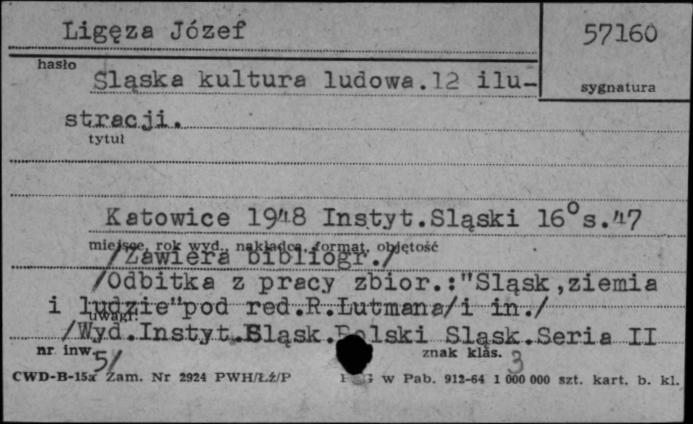 Ligęza Józef
57160
hasło
sygnatura
Śląska kultura ludowa.12 ilu-
stracji.
tytuł
Katowice 1948 Instyt.Śląski 16°s.47
miejsce, rok wyd., nakładca, format, objętość
/Zawiera bibliogr./
/Odbitka z pracy zbior.:"Śląsk,ziemia
i ludzie"pod red.R.Lutmana/i in./
uwagi:
/Wyd.Instyt.Śląsk.Polski Śląsk.Seria II
nr inw.
znak klas.
5/
3
CWD-B-15a Zam. Nr 2924 PWH/Łź/P
w Pab. 912-64 1 000 000 szt. kart. b. kl.